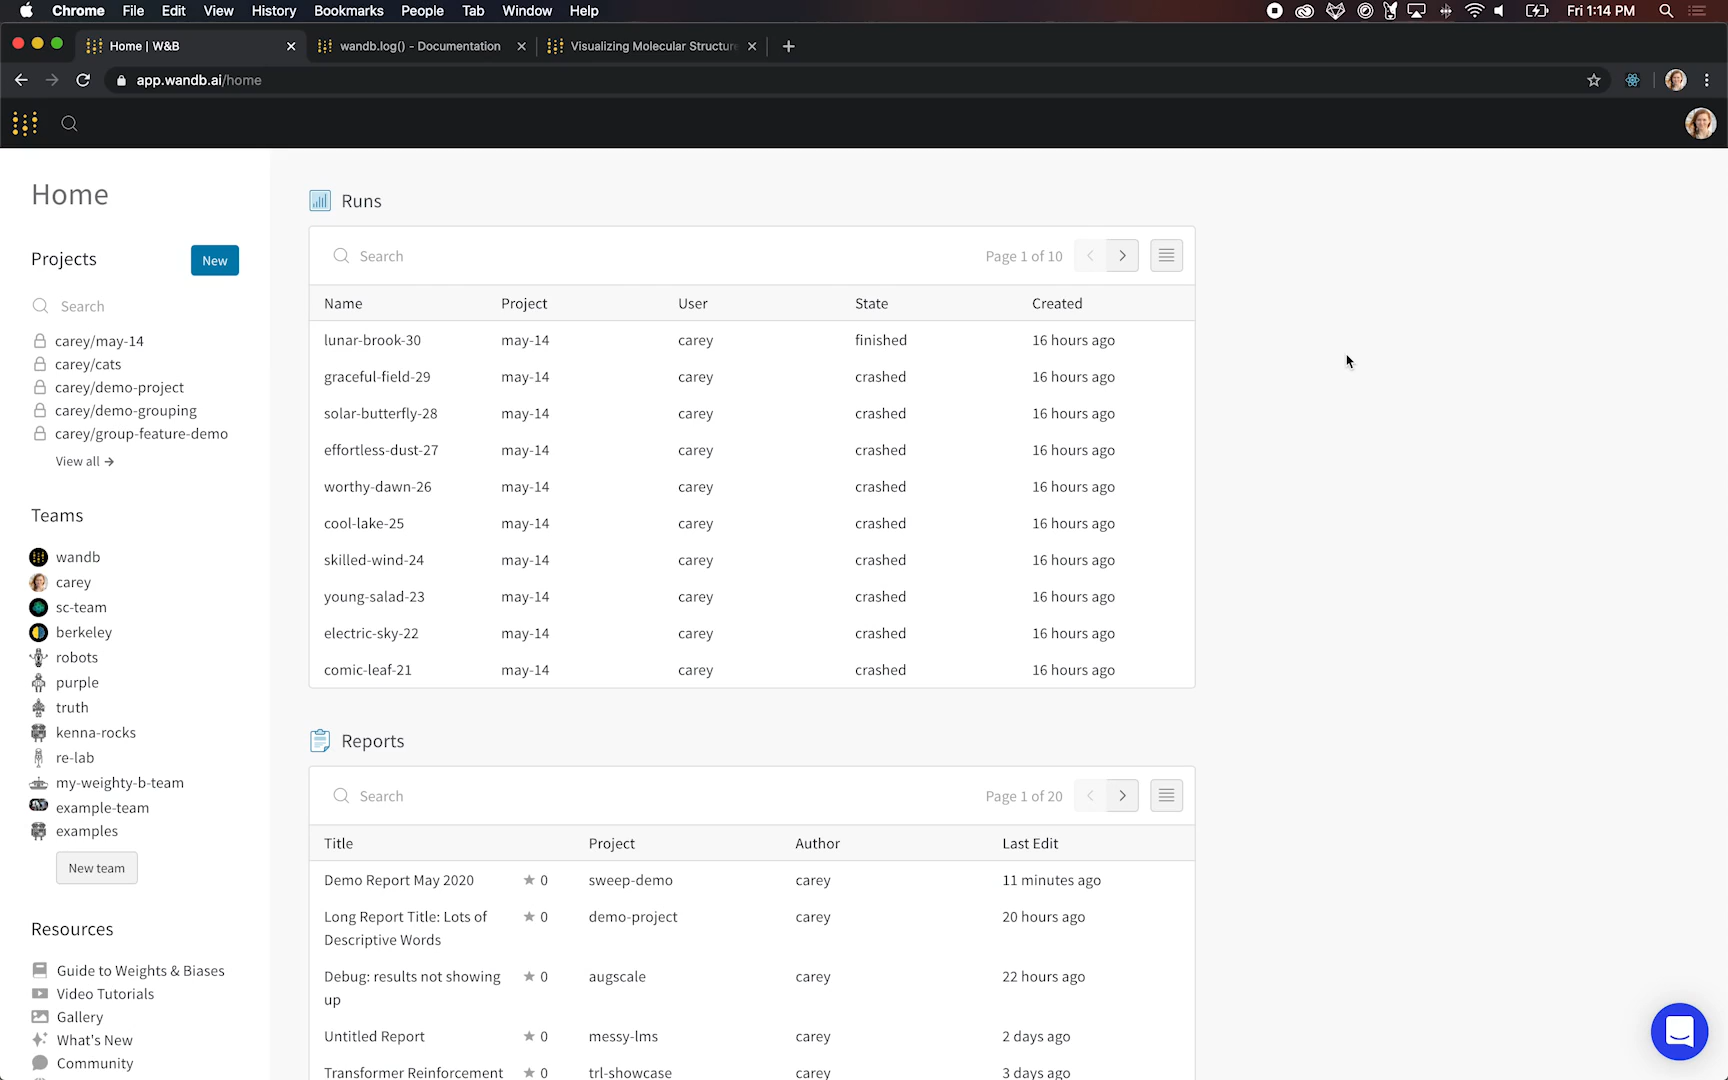 Chrome File Edit View History Bookmarks People Tab Window Help Fri 1:14 PM
Home | W&B wandb.log() - Documentation Visualizing Molecular Structur
app.wandb.ai/home
Home
Projects New
Search
carey/may-14
carey/cats
carey/demo-project
carey/demo-grouping
carey/group-feature-demo
View all →
Teams
wandb
carey
sc-team
berkeley
robots
purple
truth
kenna-rocks
re-lab
my-weighty-b-team
example-team
examples
New team
Resources
Guide to Weights & Biases
Video Tutorials
Gallery
What's New
Community
Runs
Search Page 1 of 10
Name Project User State Created
lunar-brook-30 may-14 carey finished 16 hours ago
graceful-field-29 may-14 carey crashed 16 hours ago
solar-butterfly-28 may-14 carey crashed 16 hours ago
effortless-dust-27 may-14 carey crashed 16 hours ago
worthy-dawn-26 may-14 carey crashed 16 hours ago
cool-lake-25 may-14 carey crashed 16 hours ago
skilled-wind-24 may-14 carey crashed 16 hours ago
young-salad-23 may-14 carey crashed 16 hours ago
electric-sky-22 may-14 carey crashed 16 hours ago
comic-leaf-21 may-14 carey crashed 16 hours ago
Reports
Search Page 1 of 20
Title Project Author Last Edit
Demo Report May 2020 ★ 0 sweep-demo carey 11 minutes ago
Long Report Title: Lots of ★ 0 demo-project carey 20 hours ago
Descriptive Words
Debug: results not showing ★ 0 augscale carey 22 hours ago
up
Untitled Report ★ 0 messy-lms carey 2 days ago
Transformer Reinforcement ★ 0 trl-showcase carey 3 days ago